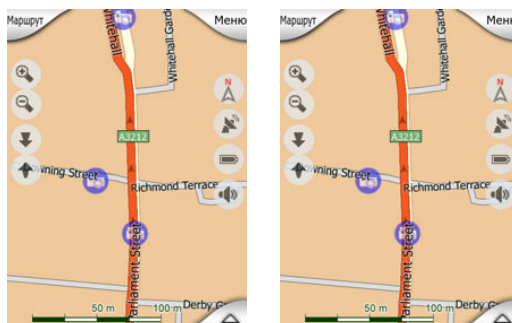 Маршрут
Меню
Whitehall
Whitehall Gard
N
A3212
wning Street
Richmond Terrace
Parliament Street
50 m
100 m
Derby G
Маршрут
Меню
Whitehall
Whitehall Gard
N
A3212
wning Street
Richmond Terrace
Parliament Street
50 m
100 m
Derby G